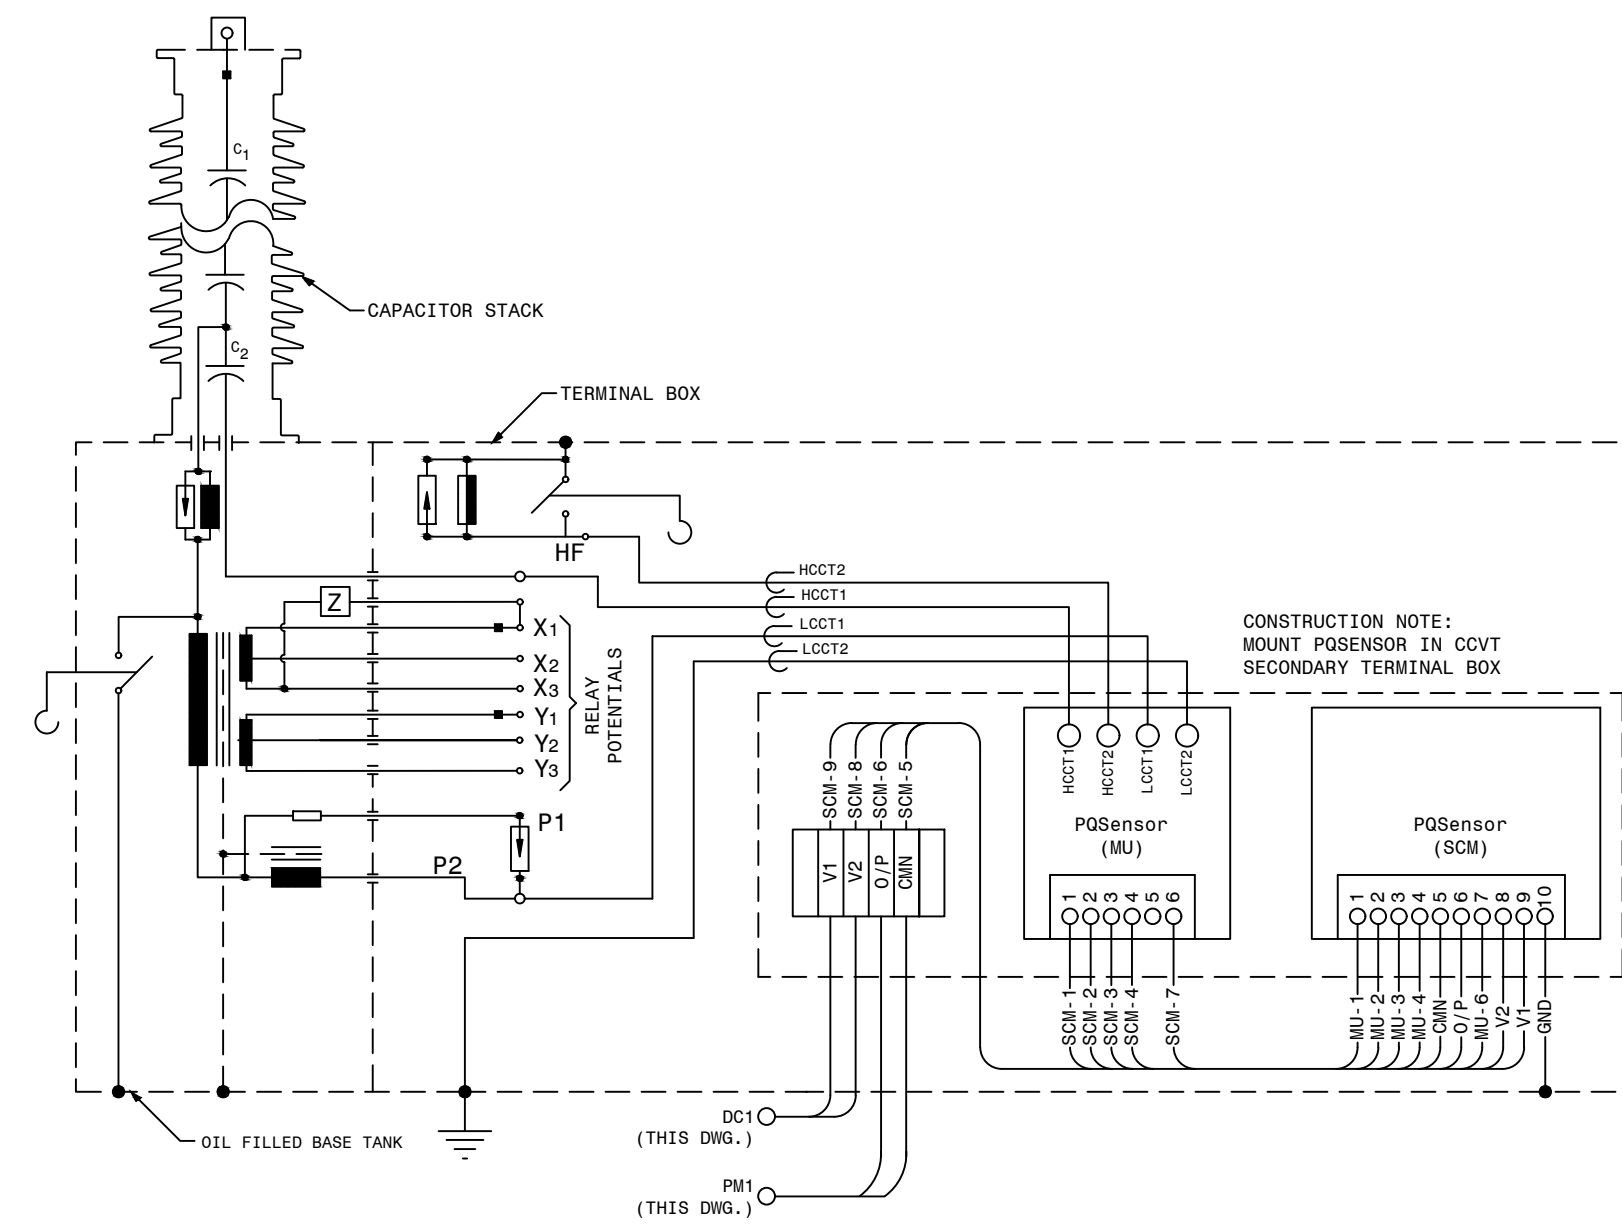 C1
CAPACITOR STACK
C2
TERMINAL BOX
HF
HCCT2
HCCT1
LCCT1
LCCT2
Z
X1
X2
X3
Y1
Y2
Y3
RELAY
POTENTIALS
CONSTRUCTION NOTE:
MOUNT PQSENSOR IN CCVT
SECONDARY TERMINAL BOX
P1
P2
SCM-9
SCM-8
SCM-6
SCM-5
V1
V2
O/P
CMN
HCCT1
HCCT2
LCCT1
LCCT2
PQSensor
(MU)
1
2
3
4
5
6
SCM-1
SCM-2
SCM-3
SCM-4
SCM-7
PQSensor
(SCM)
1
2
3
4
5
6
7
8
9
10
MU-1
MU-2
MU-3
MU-4
CMN
O/P
MU-6
V2
V1
GND
DC1
(THIS DWG.)
OIL FILLED BASE TANK
PM1
(THIS DWG.)